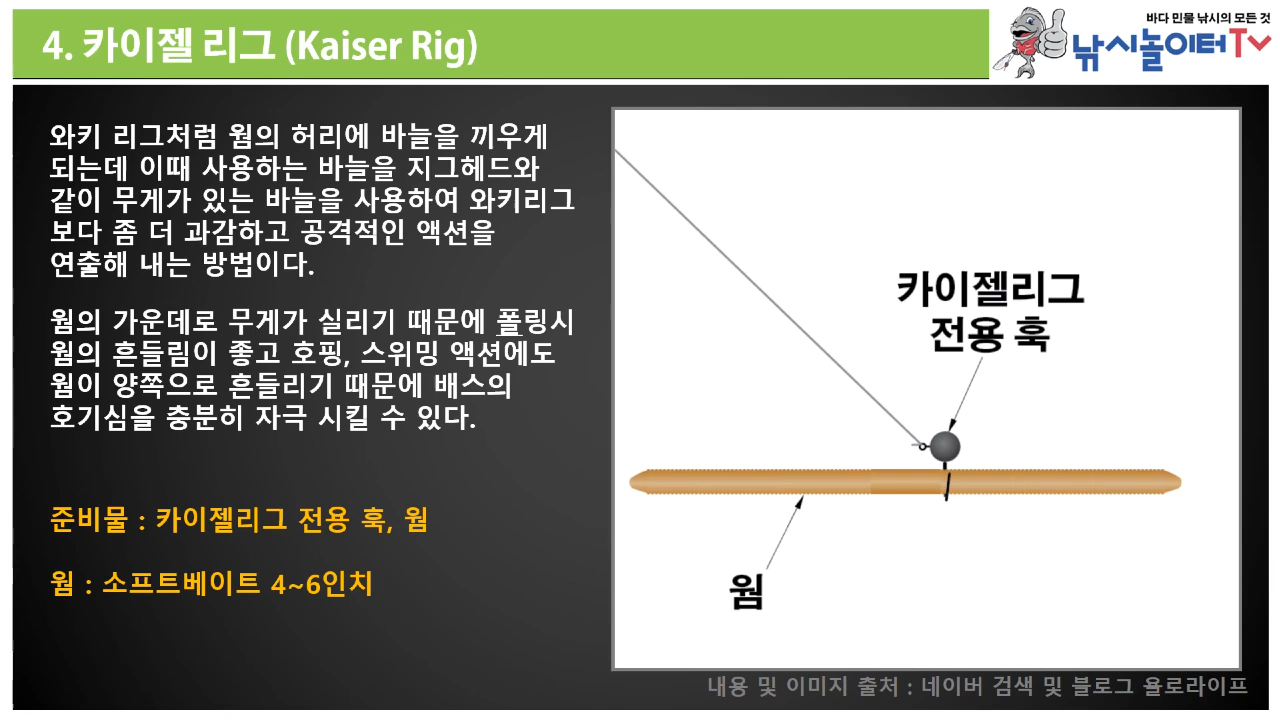 4. 카이젤 리그 (Kaiser Rig)
바다 민물 낚시의 모든 것
낚시놀이터TV
와키 리그처럼 웜의 허리에 바늘을 끼우게
되는데 이때 사용하는 바늘을 지그헤드와
같이 무게가 있는 바늘을 사용하여 와키리그
보다 좀 더 과감하고 공격적인 액션을
연출해 내는 방법이다.
웜의 가운데로 무게가 실리기 때문에 폴링시
웜의 흔들림이 좋고 호핑, 스위밍 액션에도
웜이 양쪽으로 흔들리기 때문에 배스의
호기심을 충분히 자극 시킬 수 있다.
준비물 : 카이젤리그 전용 훅, 웜
웜 : 소프트베이트 4~6인치
카이젤리그
전용 훅
웜
내용 및 이미지 출처 : 네이버 검색 및 블로그 욜로라이프